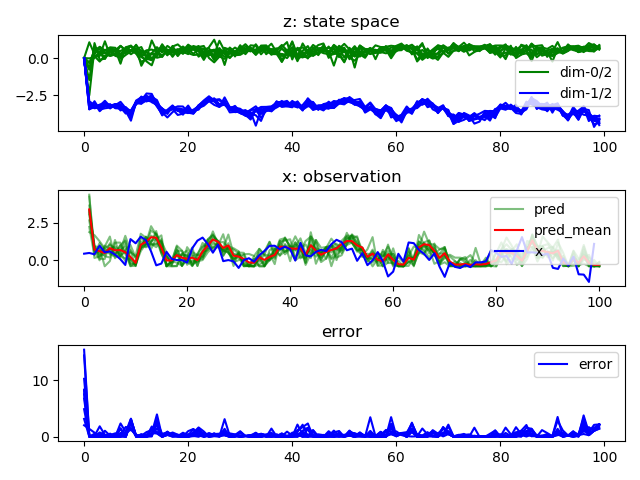 z: state space
0.0
−2.5
dim-0/2
dim-1/2
0 20 40 60 80 100
x: observation
2.5
0.0
pred
pred_mean
x
0 20 40 60 80 100
error
10
0
error
0 20 40 60 80 100